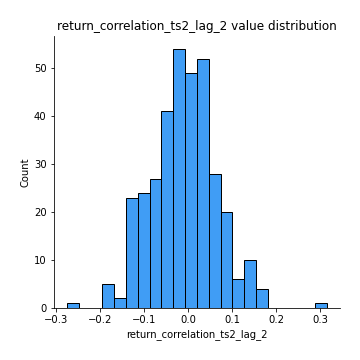 return_correlation_ts2_lag_2 value distribution
Count
50
40
30
20
10
0
−0.3 −0.2 −0.1 0.0 0.1 0.2 0.3
return_correlation_ts2_lag_2